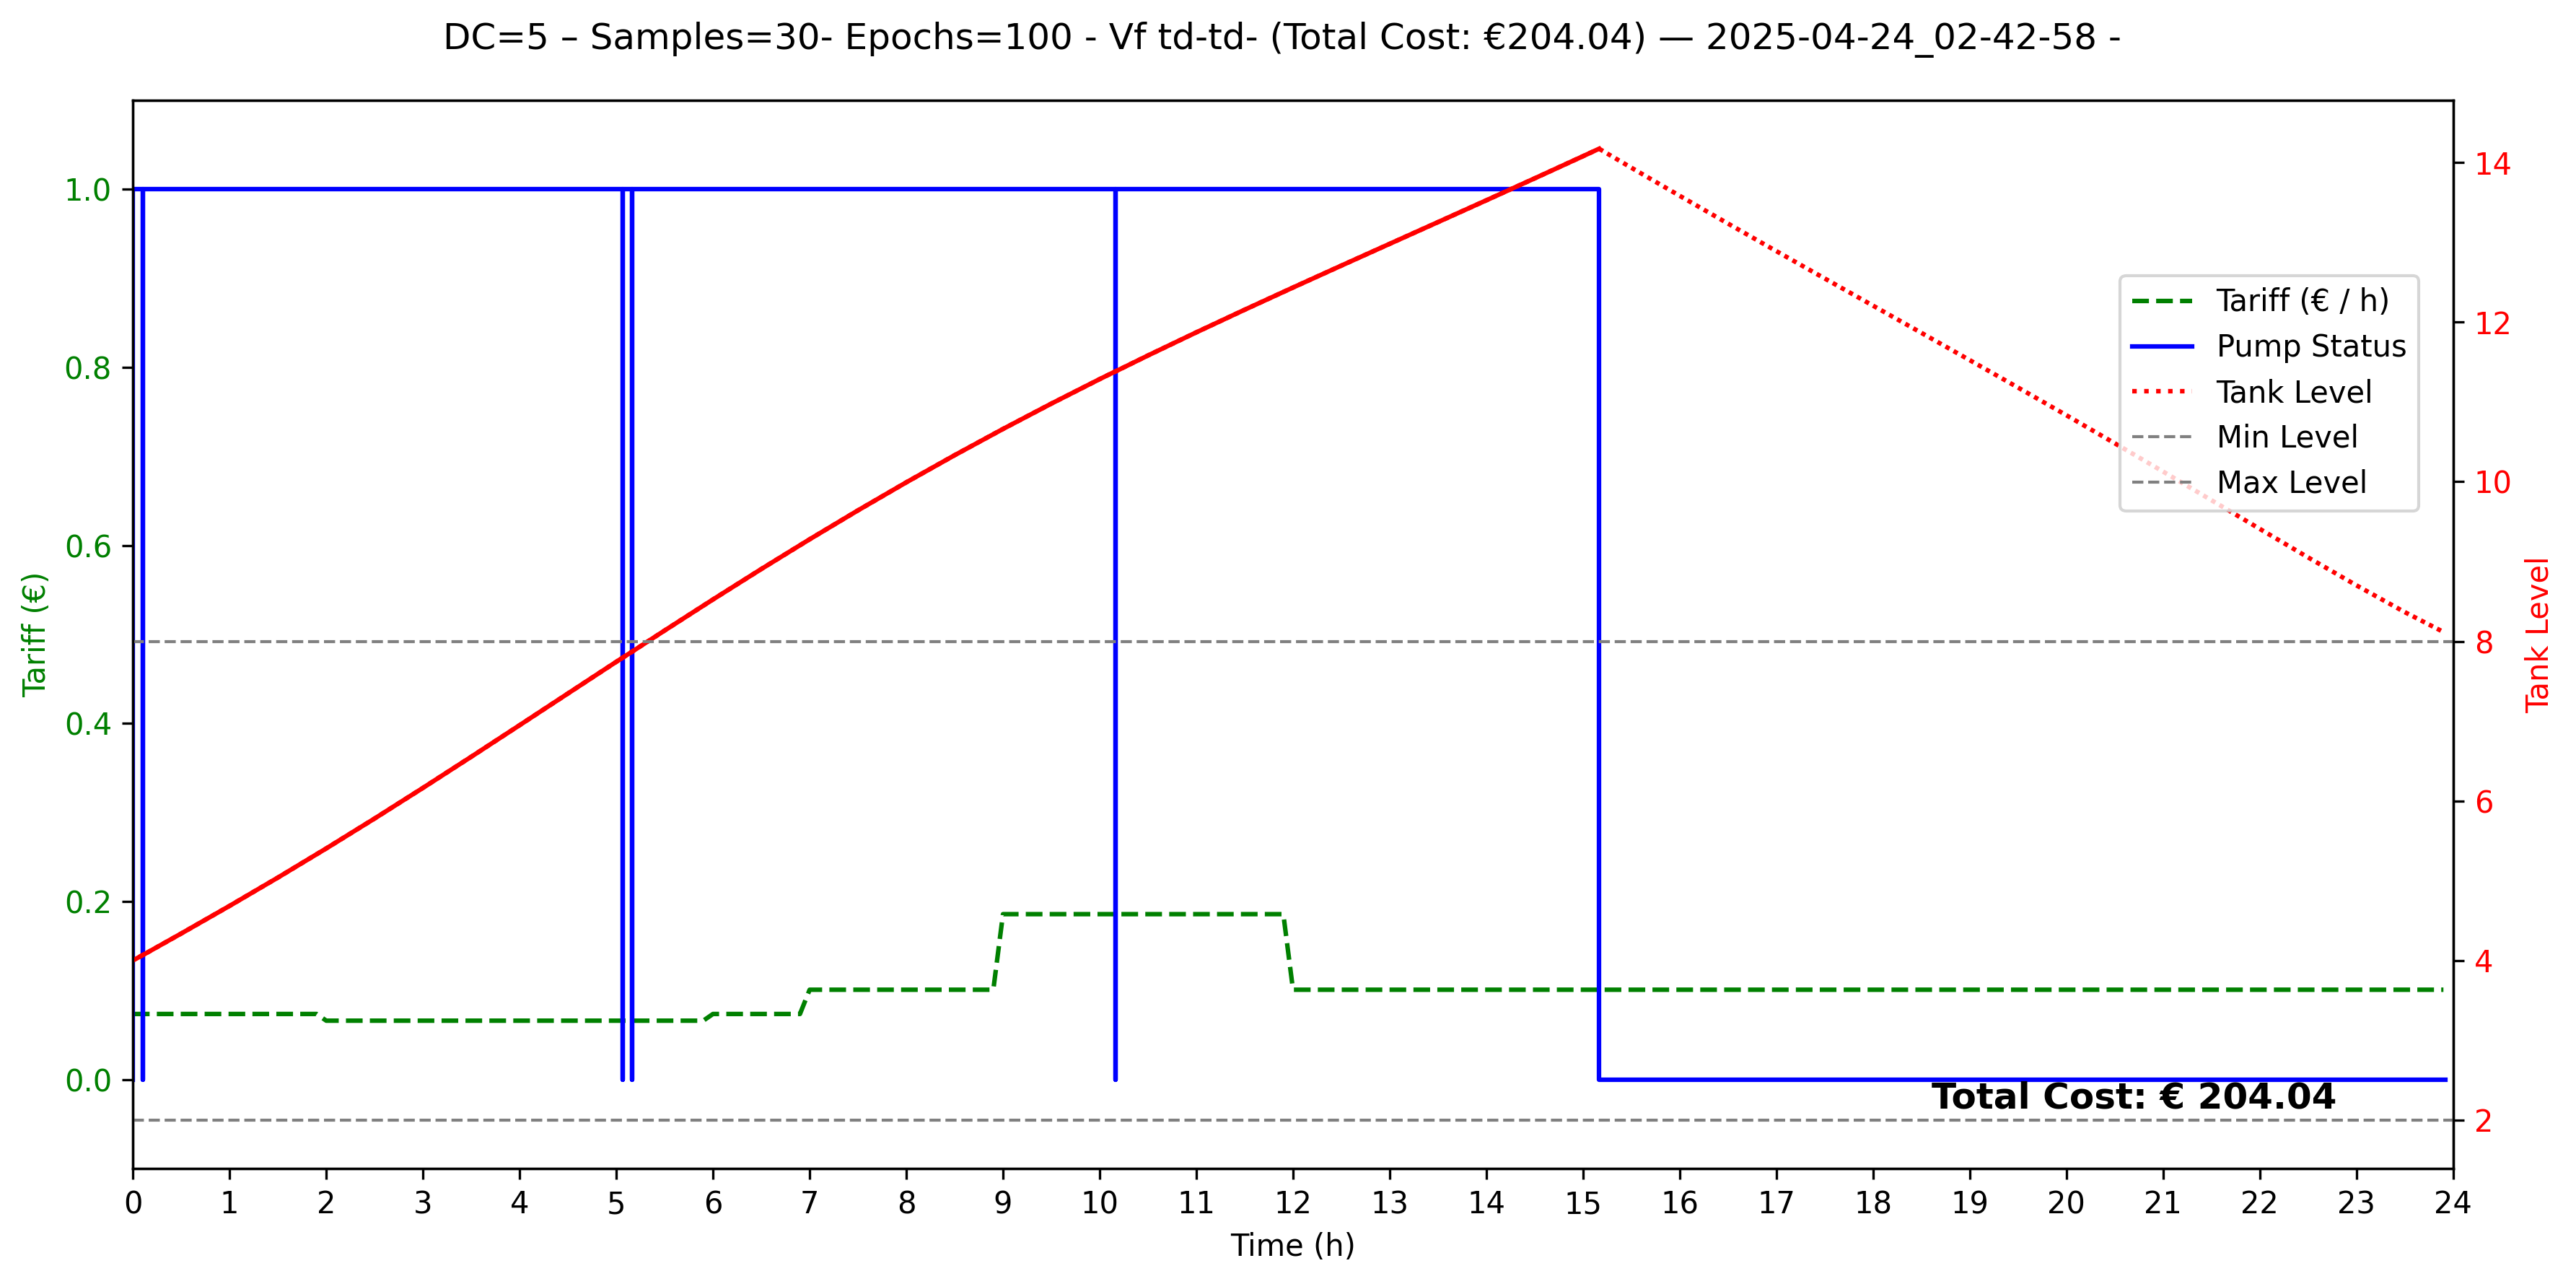 DC=5 – Samples=30- Epochs=100 - Vf td-td- (Total Cost: €204.04) — 2025-04-24_02-42-58 -
Tariff (€)
1.0
0.8
0.6
0.4
0.2
0.0
Tariff (€ / h)
Pump Status
Tank Level
Min Level
Max Level
Total Cost: € 204.04
14
12
10
8
6
4
2
Tank Level
0 1 2 3 4 5 6 7 8 9 10 11 12 13 14 15 16 17 18 19 20 21 22 23 24
Time (h)